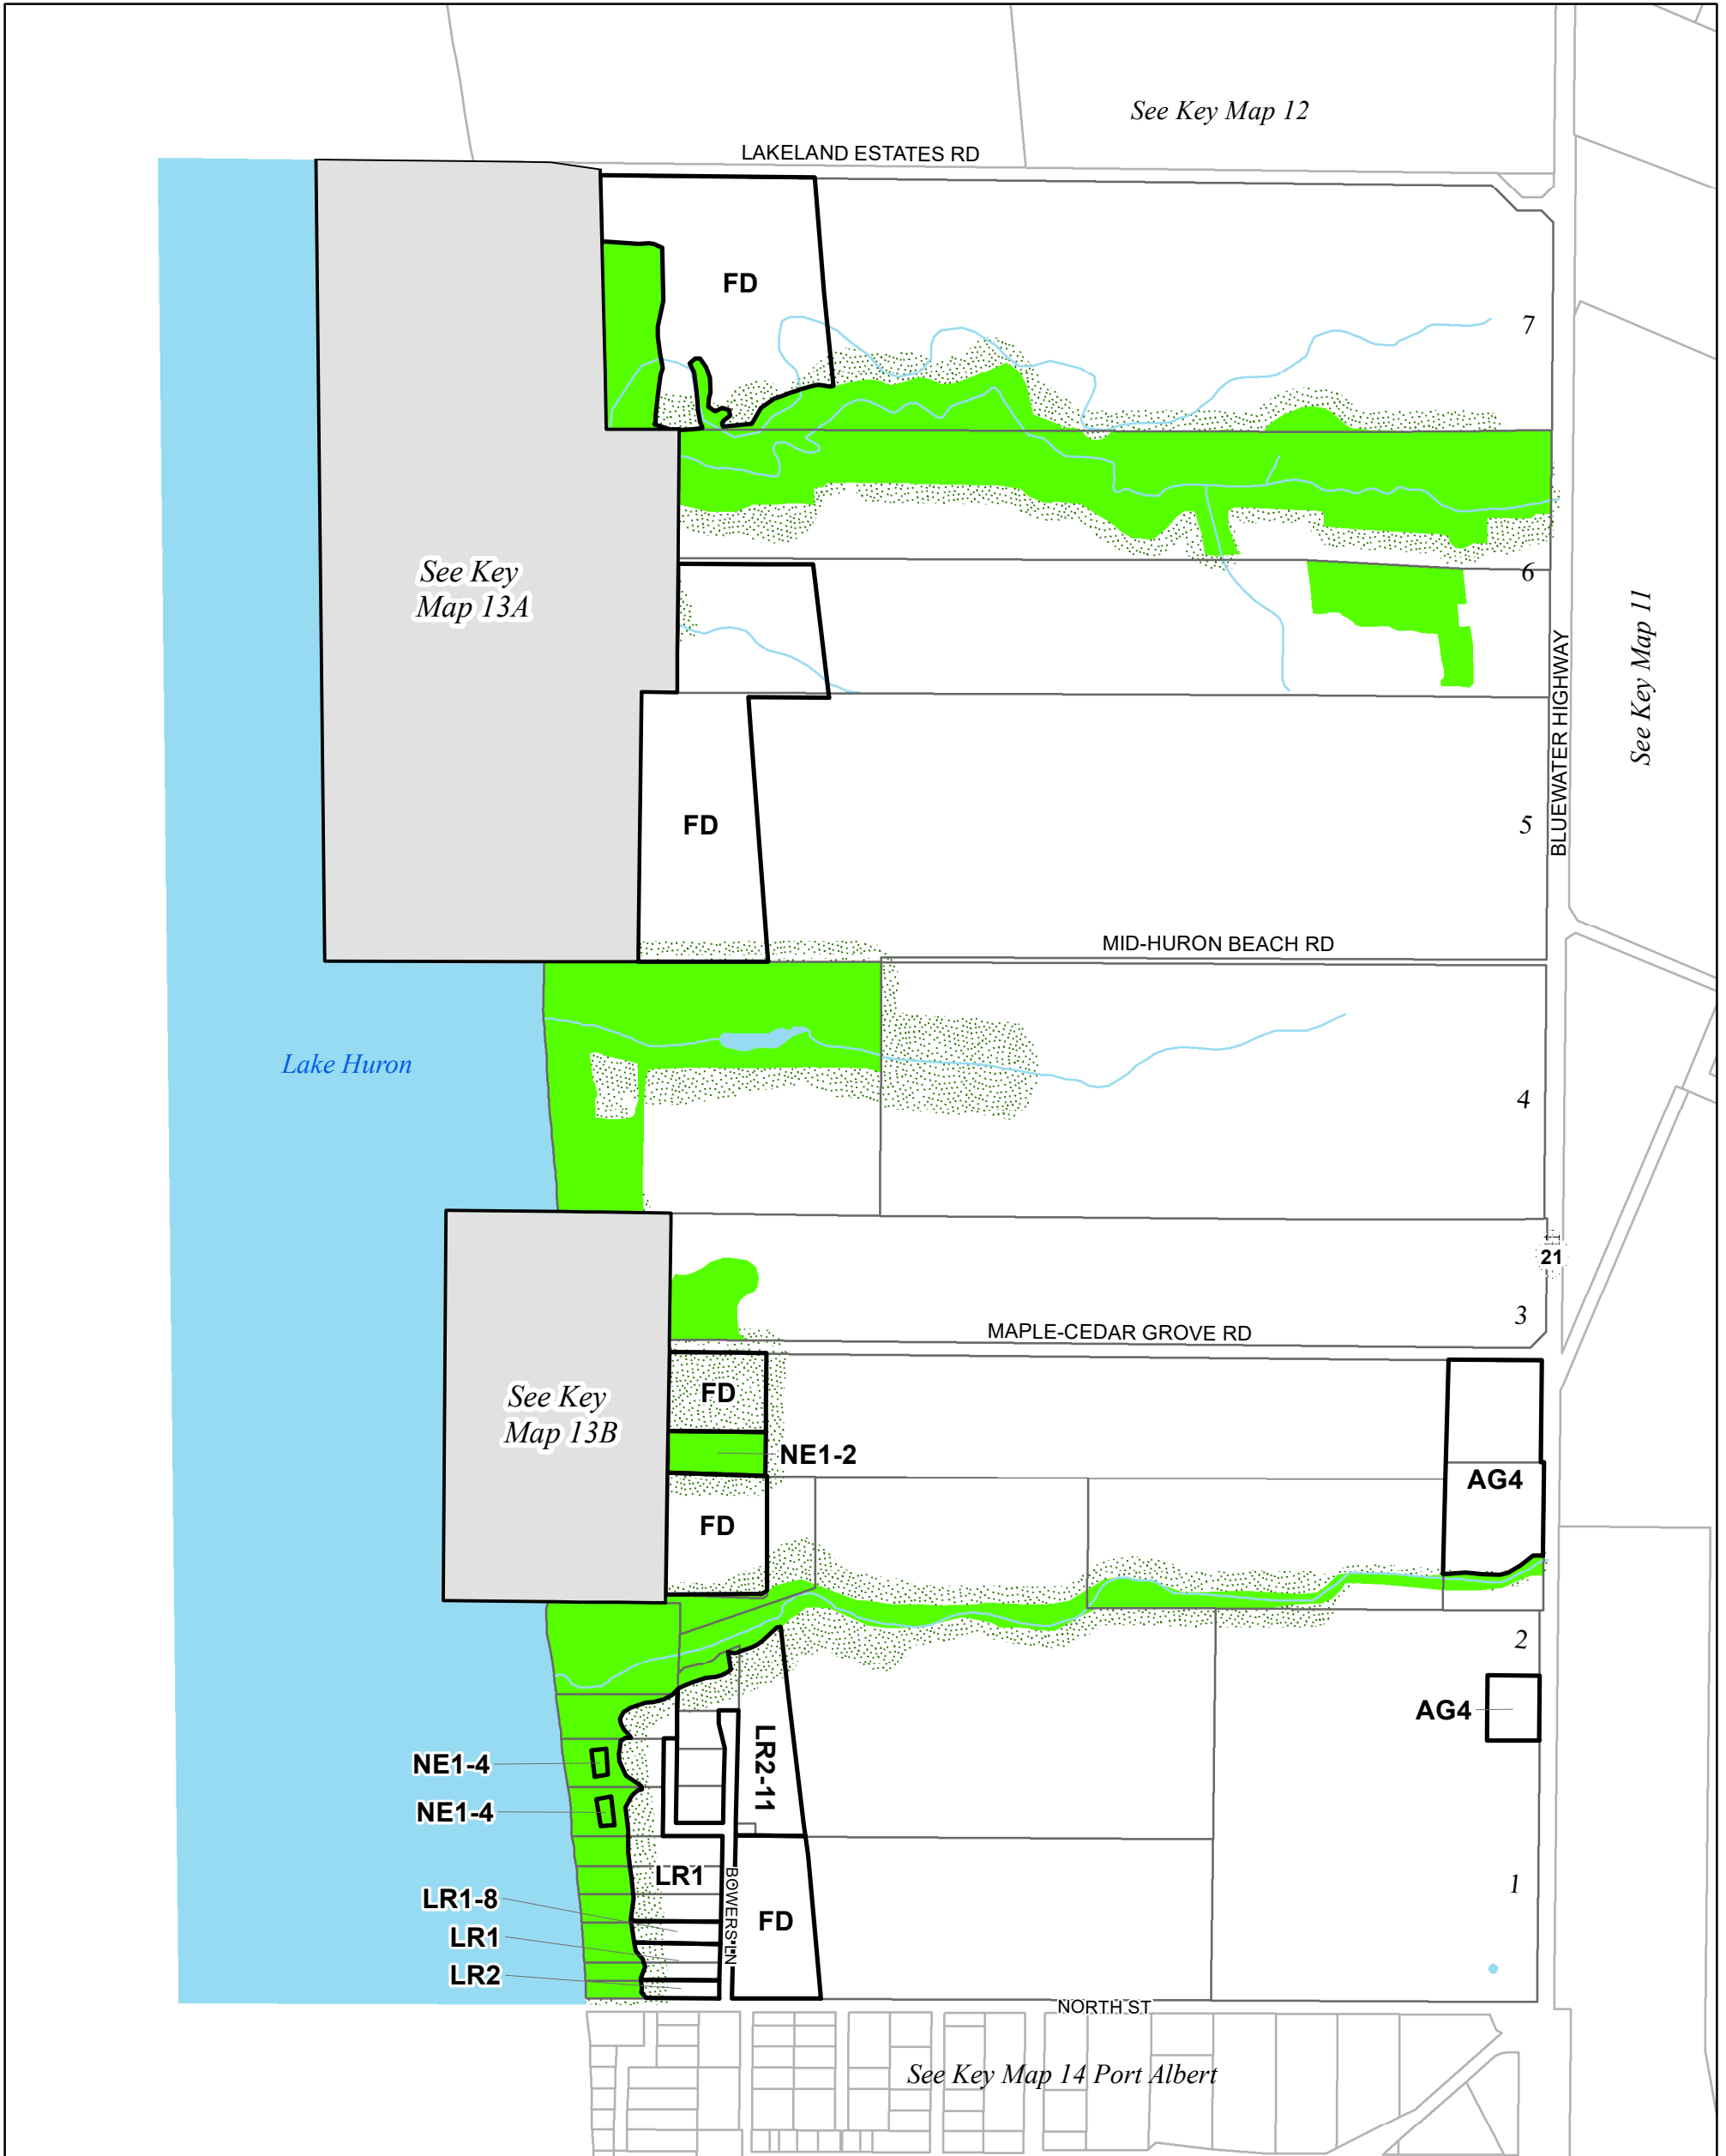 See Key Map 12
LAKELAND ESTATES RD
FD
7
See Key
Map 13A
6
See Key Map 11
BLUEWATER HIGHWAY
FD
5
MID-HURON BEACH RD
Lake Huron
4
21
3
MAPLE-CEDAR GROVE RD
FD
See Key
Map 13B
NE1-2
AG4
FD
2
AG4
LR2-11
NE1-4
NE1-4
LR1
BOWERS LN
1
LR1-8
FD
LR1
LR2
NORTH ST
See Key Map 14 Port Albert